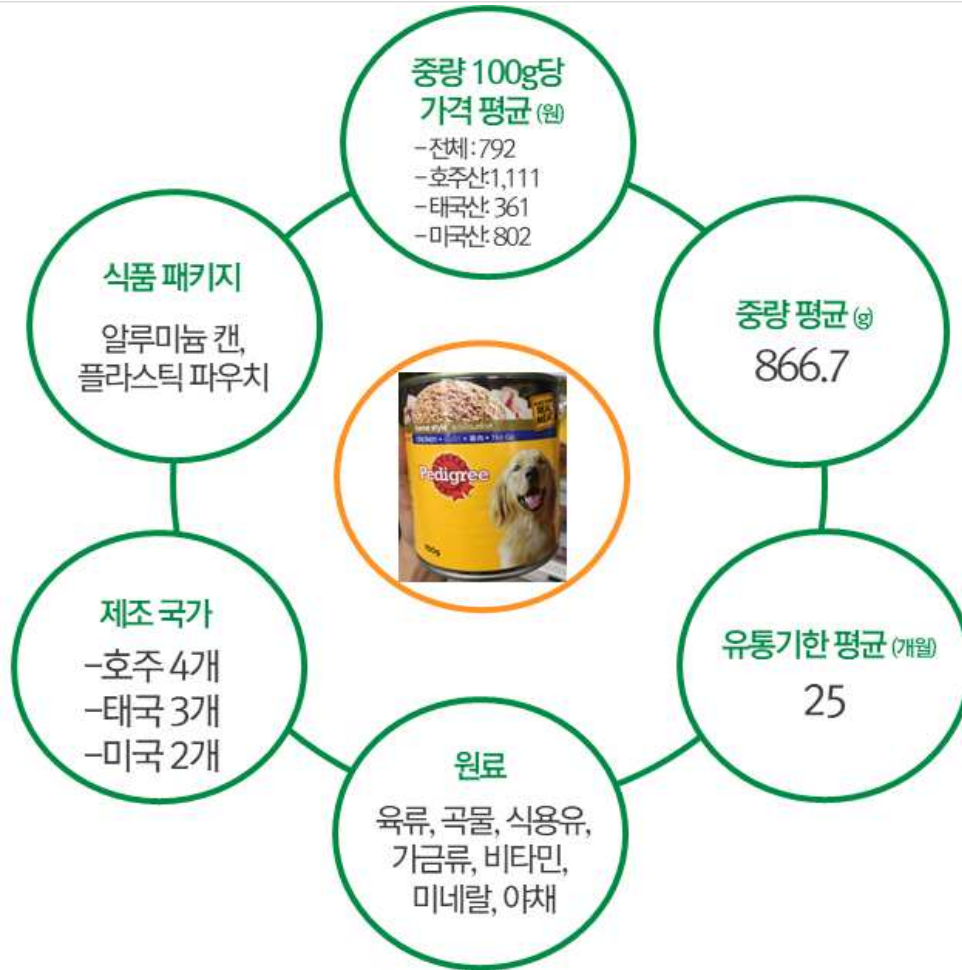 중량 100g당
가격 평균 (원)
-전체 : 792
-호주산:1,111
-태국산: 361
-미국산: 802
식품 패키지
알루미늄 캔,
플라스틱 파우치
중량 평균 (g)
866.7
Pedigree
700g
제조 국가
-호주 4개
-태국 3개
-미국 2개
유통기한 평균 (개월)
25
원료
육류, 곡물, 식용유,
가금류, 비타민,
미네랄, 야채